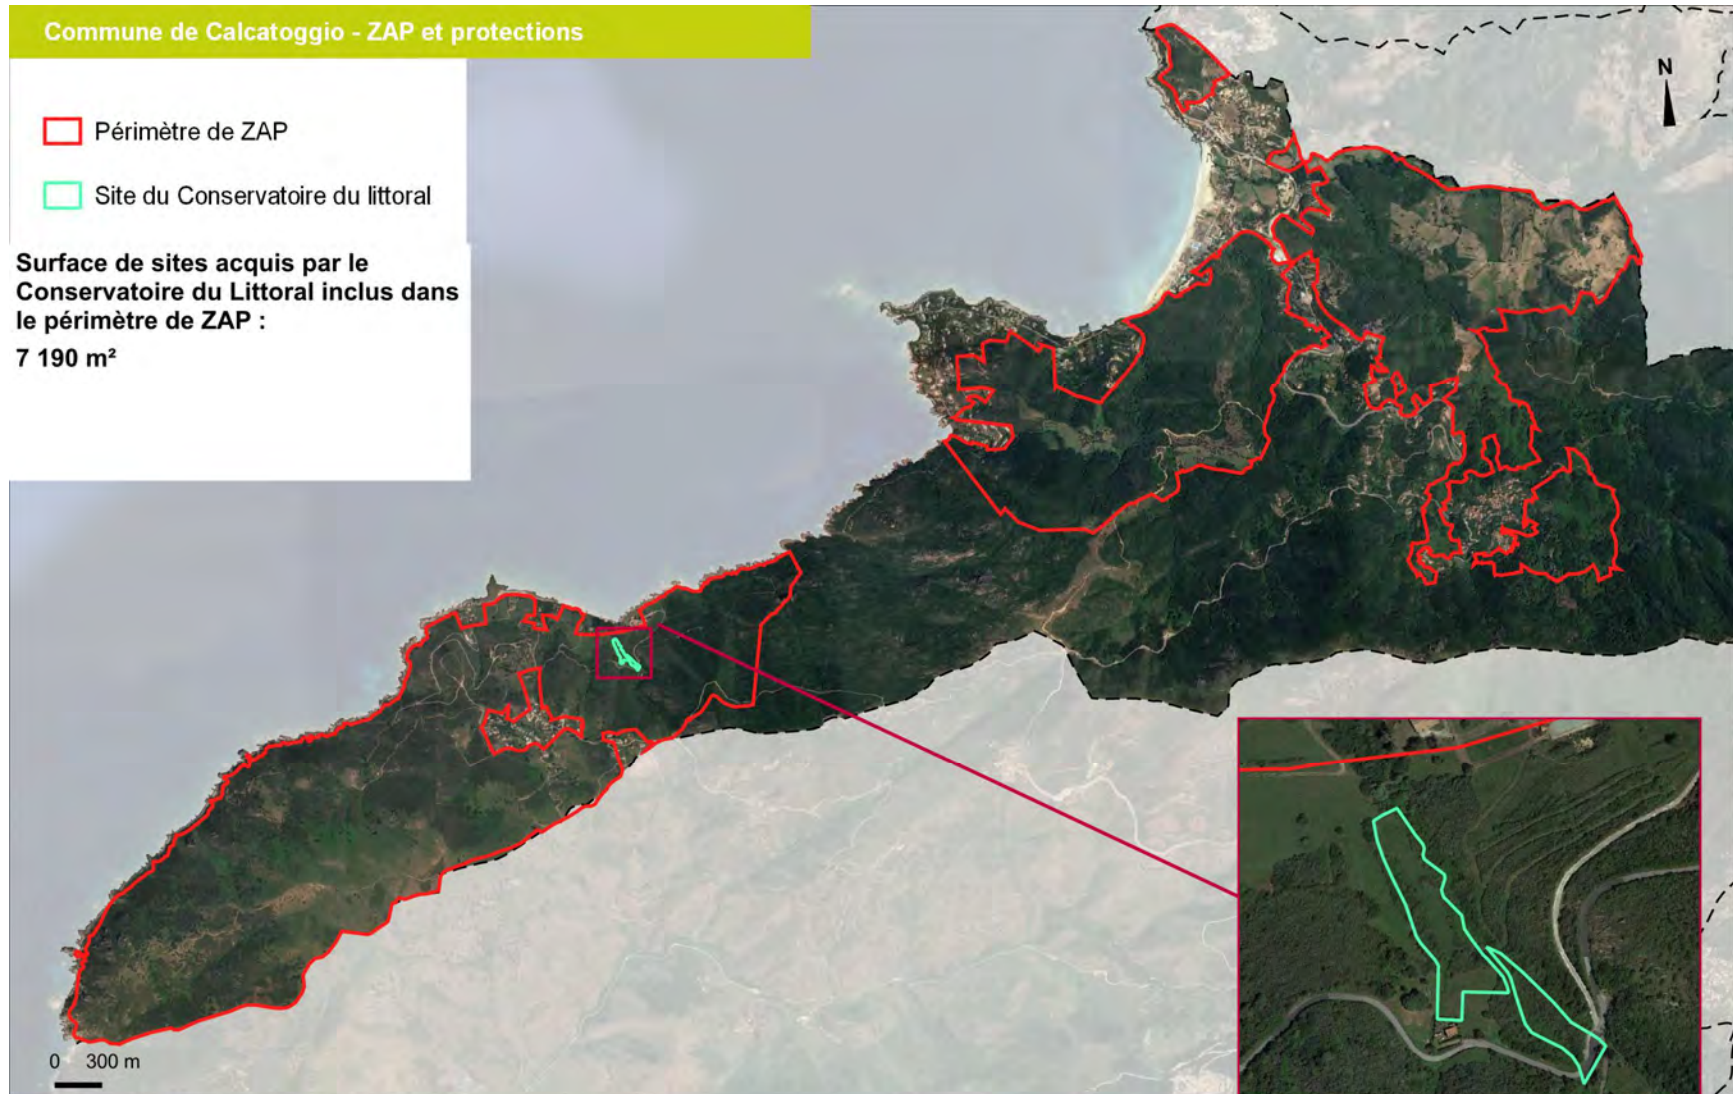 Commune de Calcatoggio - ZAP et protections
Périmètre de ZAP
Site du Conservatoire du littoral
Surface de sites acquis par le
Conservatoire du Littoral inclus dans
le périmètre de ZAP :
7 190 m²
N
0 300 m